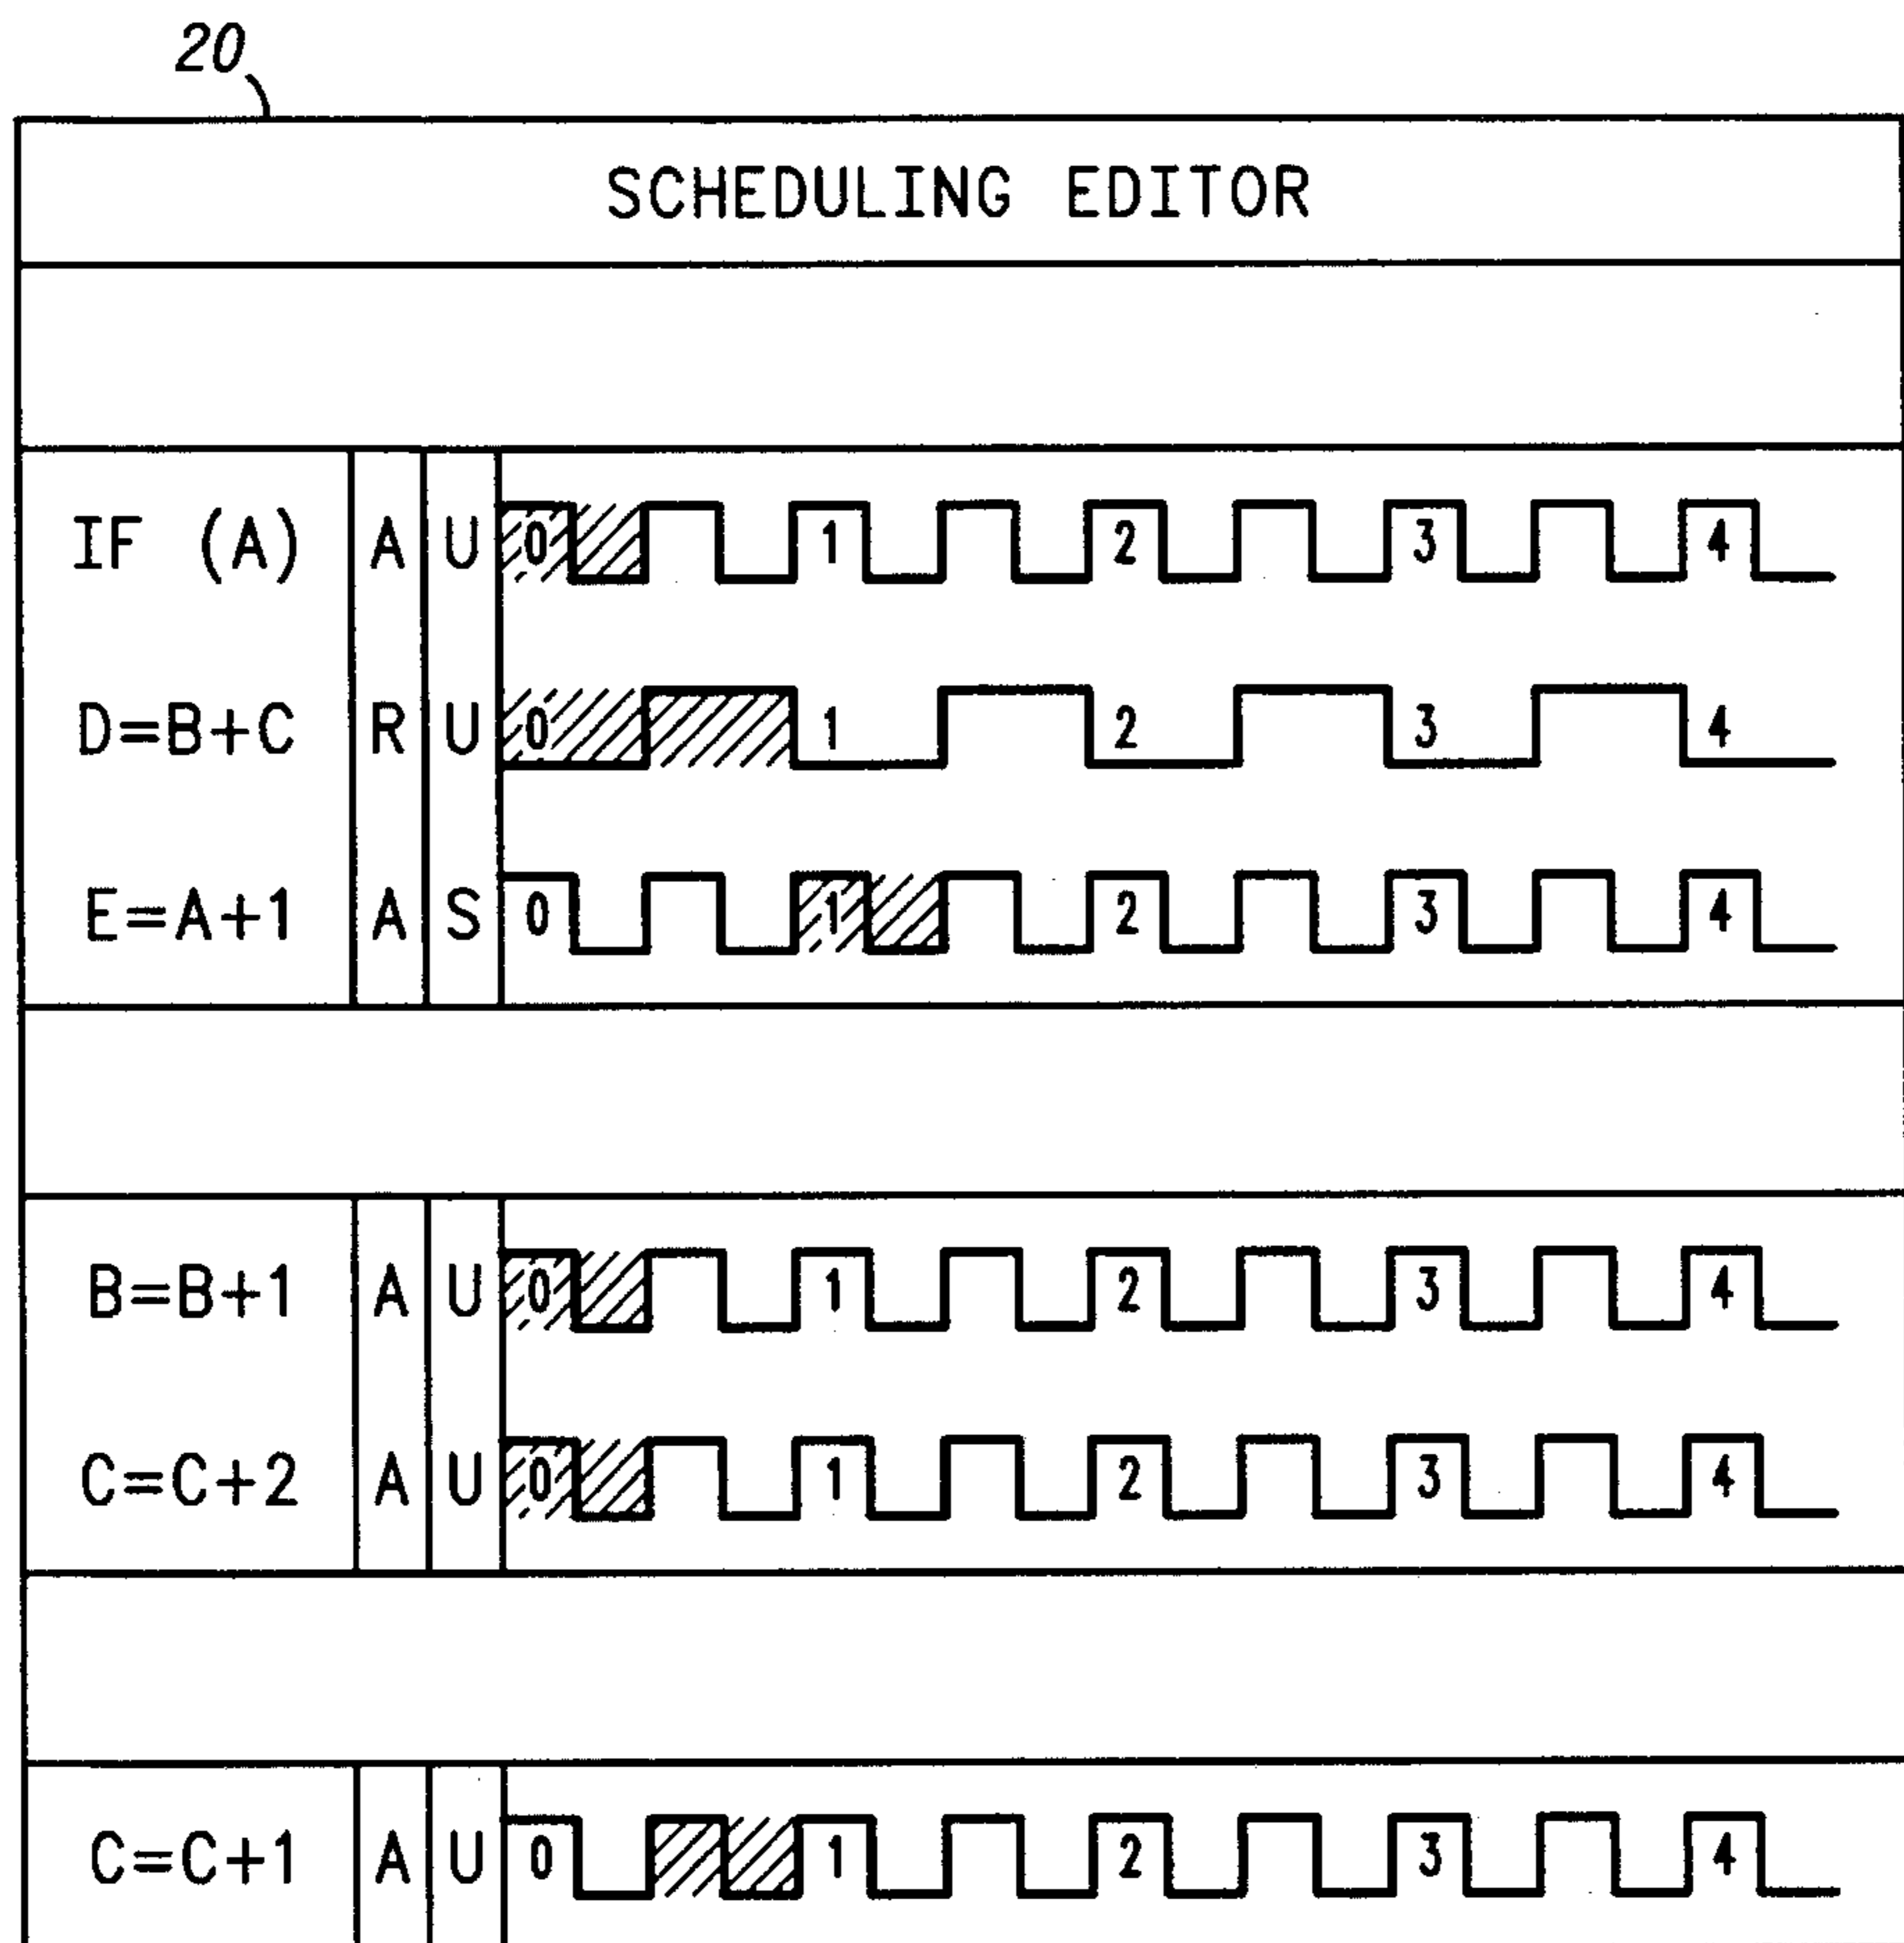 20
SCHEDULING EDITOR
IF (A) A U 0 1 2 3 4
D=B+C R U 0 1 2 3 4
E=A+1 A S 0 1 2 3 4
B=B+1 A U 0 1 2 3 4
C=C+2 A U 0 1 2 3 4
C=C+1 A U 0 1 2 3 4